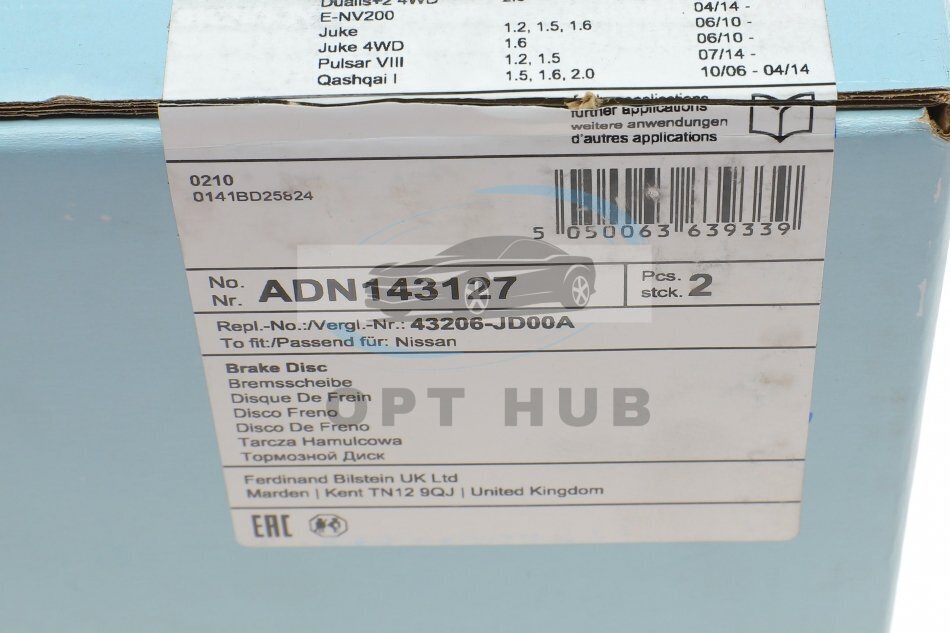 Dualis+2 4WD
E-NV200
Juke 1.2, 1.5, 1.6
Juke 4WD 1.6
Pulsar VIII 1.2, 1.5
Qashqai I 1.5, 1.6, 2.0
04/14 -
06/10 -
06/10 -
07/14 -
10/06 - 04/14
further applications
weitere anwendungen
d'autres applications
0210
0141BD25824
5 050063 639339
No.
Nr. ADN143127
Pcs.
stck. 2
Repl.-No.:/Vergl.-Nr.: 43206-JD00A
To fit:/Passend für: Nissan
Brake Disc
Bremsscheibe
Disque De Frein
Disco Freno
Disco De Freno
Tarcza Hamulcowa
Тормозной Диск
OPT HUB
Ferdinand Bilstein UK Ltd
Marden | Kent TN12 9QJ | United Kingdom
EAC